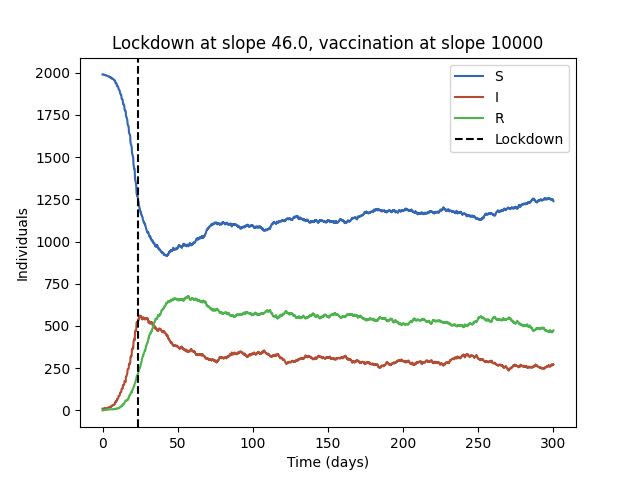 Lockdown at slope 46.0, vaccination at slope 10000
2000
1750
1500
1250
1000
750
500
250
0
Individuals
S
I
R
Lockdown
0 50 100 150 200 250 300
Time (days)